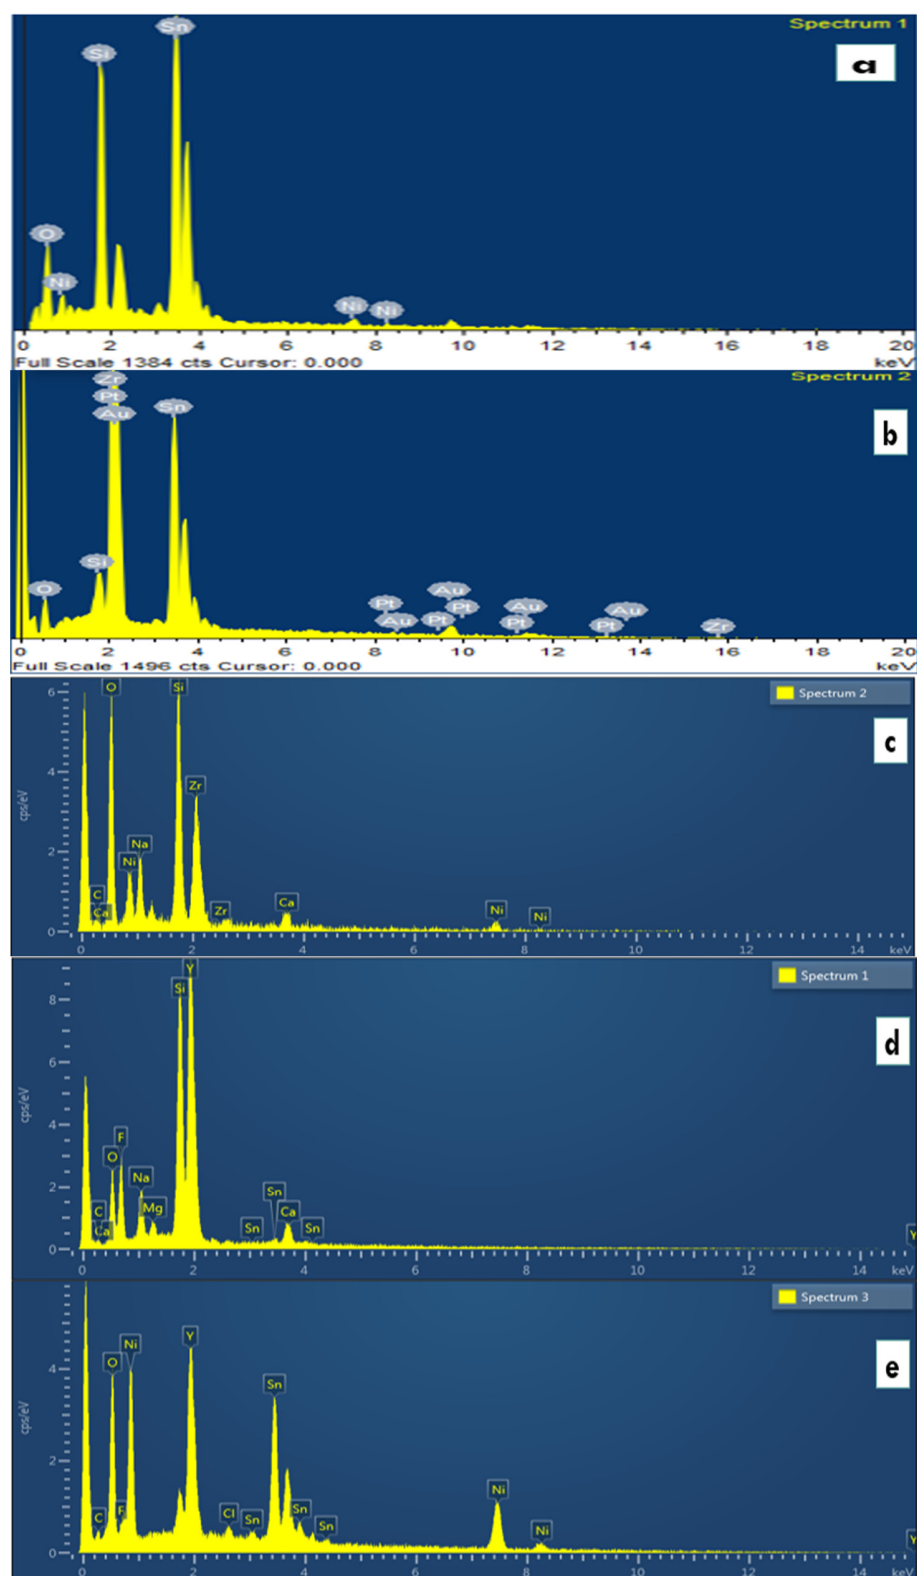 Spectrum 1
a
Sn
Si
O
Ni
Ni Ni
0 2 4 6 8 10 12 14 16 18 20
Full Scale 1384 cts Cursor: 0.000 keV
Spectrum 2
b
Zr
Pt
Au
Sn
Si
O
Au
Pt Pt Au Au
Au Pt Pt Pt Zr
0 2 4 6 8 10 12 14 16 18 20
Full Scale 1496 cts Cursor: 0.000 keV
Spectrum 2
c
cps/eV
6
4
2
0
O Si
Zr
Na
Ni
C
Ca
Zr
Ca
Ni
Ni
0 2 4 6 8 10 12 14 keV
Spectrum 1
d
cps/eV
8
6
4
2
0
Y
Si
F
O
Na
Mg
C
Ca
Sn
Sn
Ca
Sn
Y
0 2 4 6 8 10 12 14 keV
Spectrum 3
e
cps/eV
4
2
0
Ni
O
Y
Sn
C
F
Cl
Sn
Sn
Sn
Ni
Ni
Y
0 2 4 6 8 10 12 14 keV